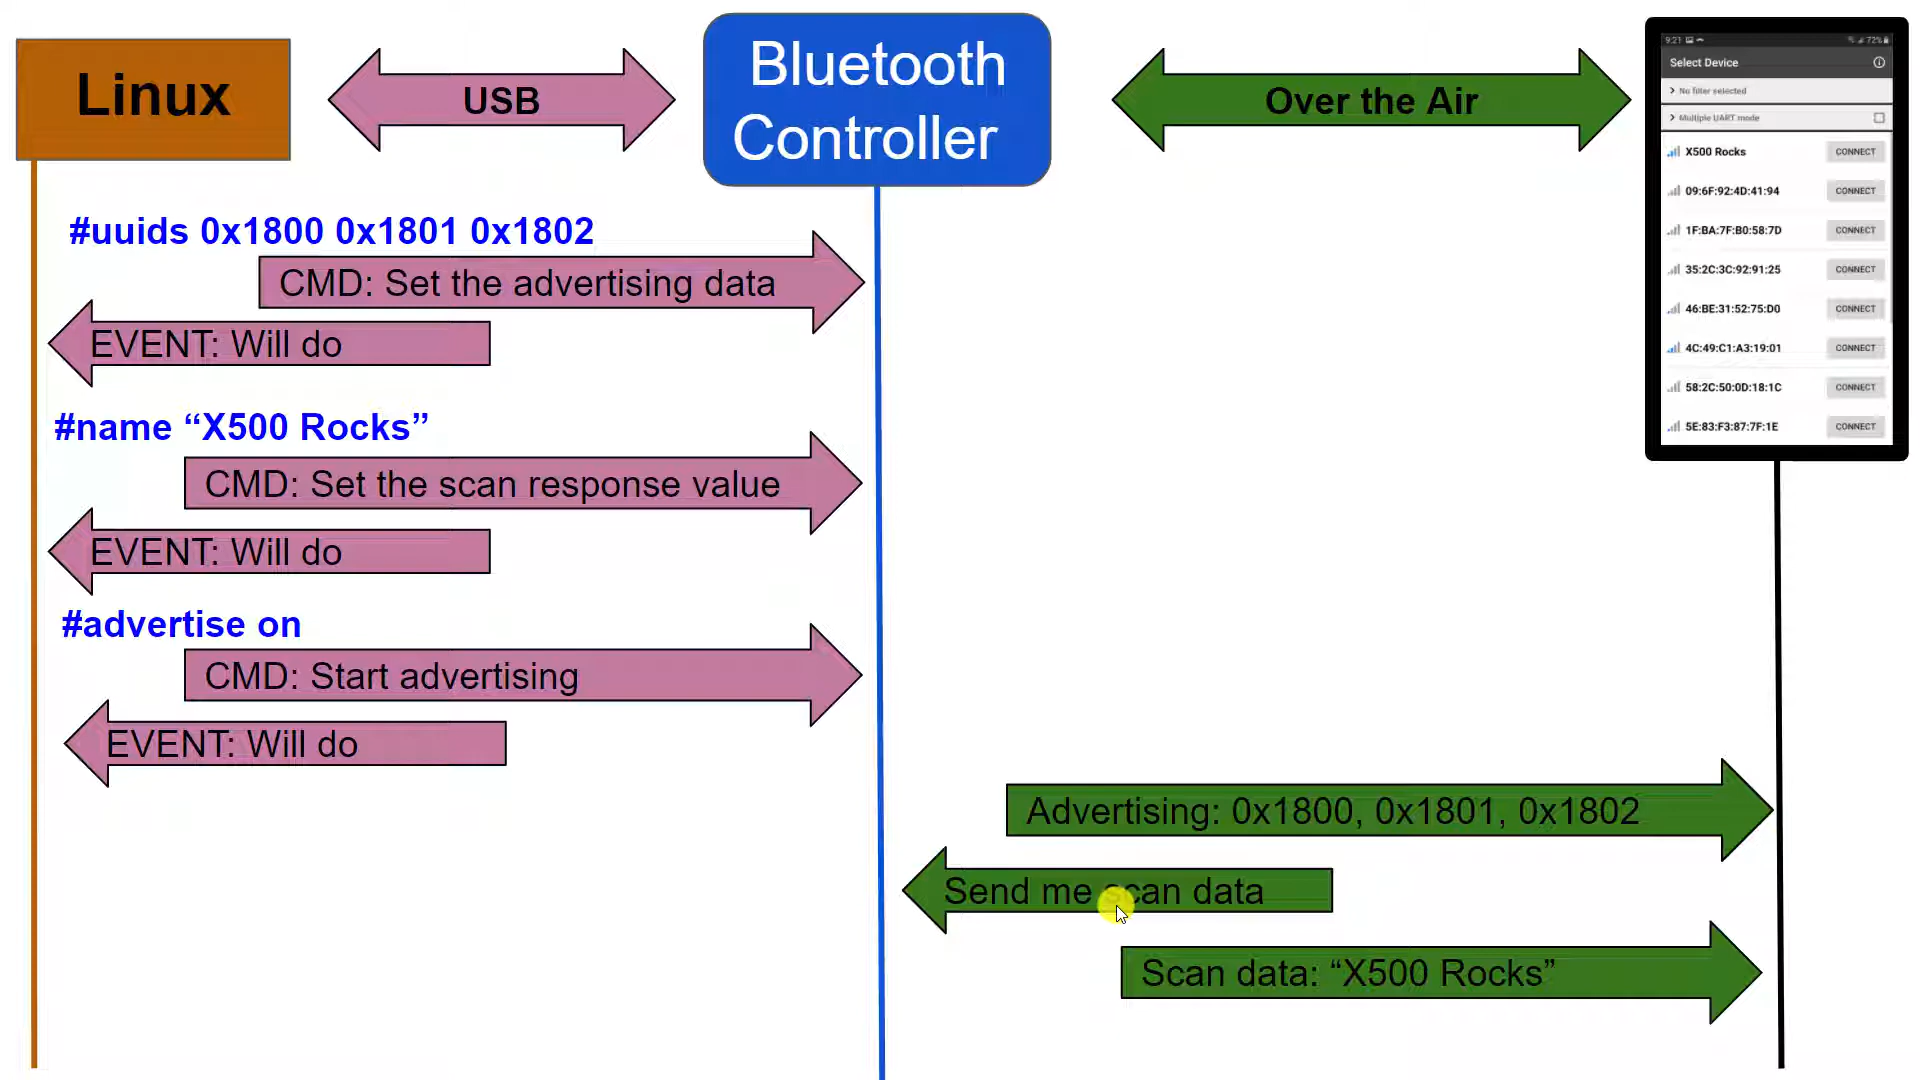 Linux
USB
Bluetooth
Controller
Over the Air
9:21
72%
Select Device
No filter selected
Multiple UART mode
X500 Rocks CONNECT
09:6F:92:4D:41:94 CONNECT
1F:BA:7F:B0:58:7D CONNECT
35:2C:3C:92:91:25 CONNECT
46:BE:31:52:75:D0 CONNECT
4C:49:C1:A3:19:01 CONNECT
58:2C:50:0D:18:1C CONNECT
5E:83:F3:87:7F:1E CONNECT
#uuids 0x1800 0x1801 0x1802
CMD: Set the advertising data
EVENT: Will do
#name “X500 Rocks”
CMD: Set the scan response value
EVENT: Will do
#advertise on
CMD: Start advertising
EVENT: Will do
Advertising: 0x1800, 0x1801, 0x1802
Send me scan data
Scan data: “X500 Rocks”